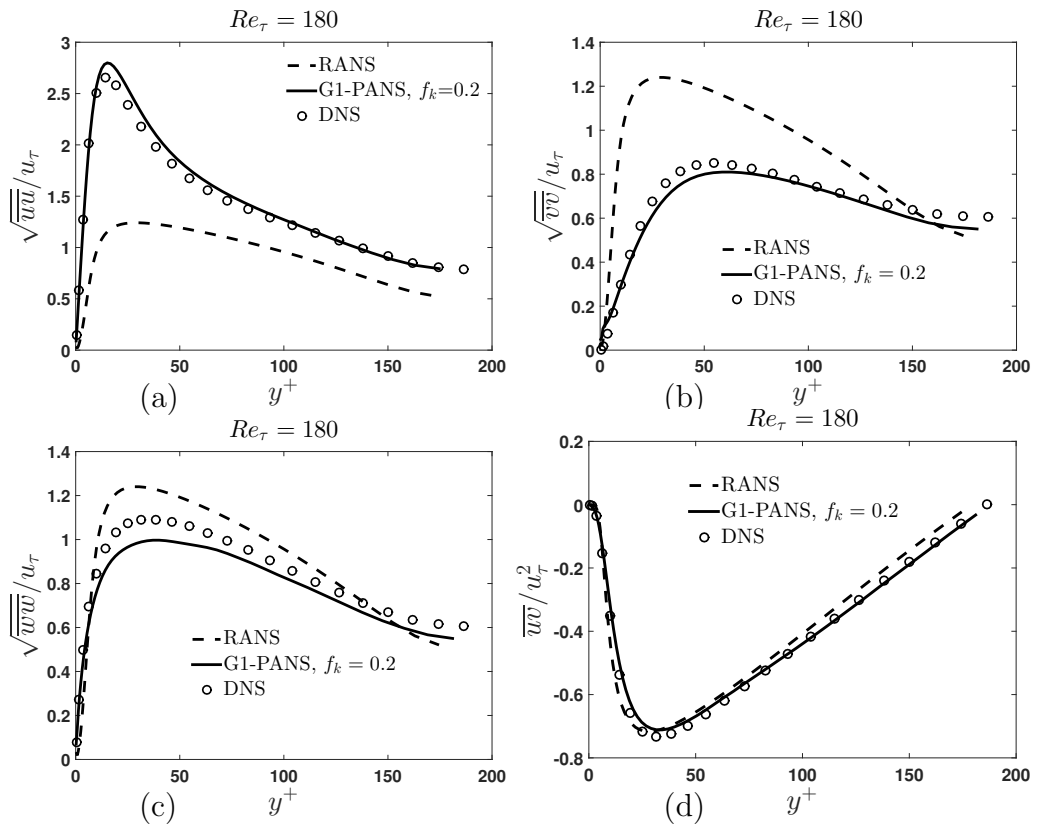 Re_τ = 180
√\overline{\overline{uu}}/u_τ
3
2.5
2
1.5
1
0.5
0
0 50 100 150 200
y^+
RANS
G1-PANS, f_k=0.2
DNS
(a)
Re_τ = 180
√\overline{\overline{vv}}/u_τ
1.4
1.2
1
0.8
0.6
0.4
0.2
0
0 50 100 150 200
y^+
RANS
G1-PANS, f_k = 0.2
DNS
(b)
Re_τ = 180
√\overline{\overline{ww}}/u_τ
1.4
1.2
1
0.8
0.6
0.4
0.2
0
0 50 100 150 200
y^+
RANS
G1-PANS, f_k = 0.2
DNS
(c)
Re_τ = 180
\overline{\overline{uv}}/u_τ^2
0.2
0
-0.2
-0.4
-0.6
-0.8
0 50 100 150 200
y^+
RANS
G1-PANS, f_k = 0.2
DNS
(d)